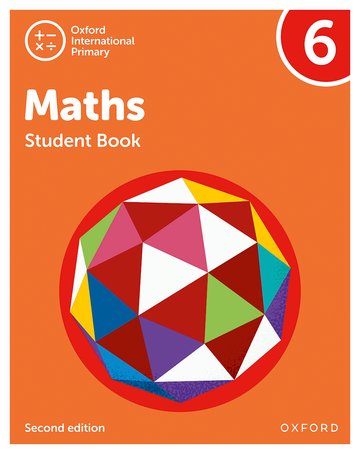 Oxford
International
Primary
6
Maths
Student Book
Second edition
OXFORD